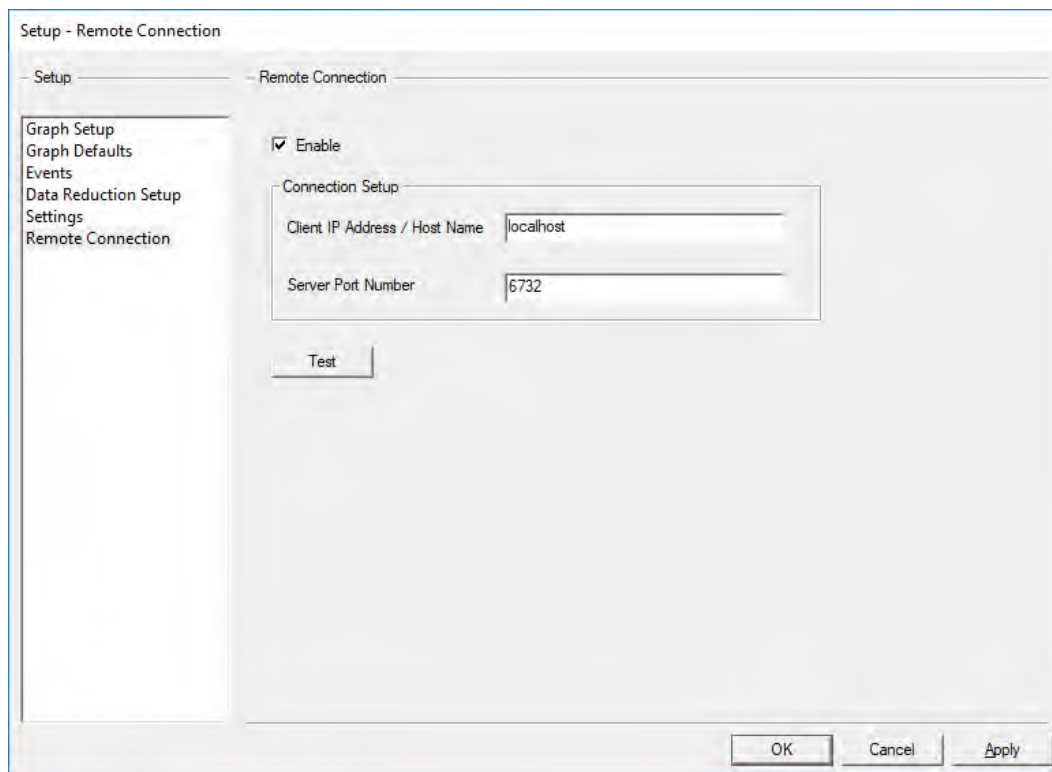 Setup - Remote Connection
Setup
Remote Connection
Graph Setup
Graph Defaults
Events
Data Reduction Setup
Settings
Remote Connection
Enable
Connection Setup
Client IP Address / Host Name localhost
Server Port Number 6732
Test
OK Cancel Apply